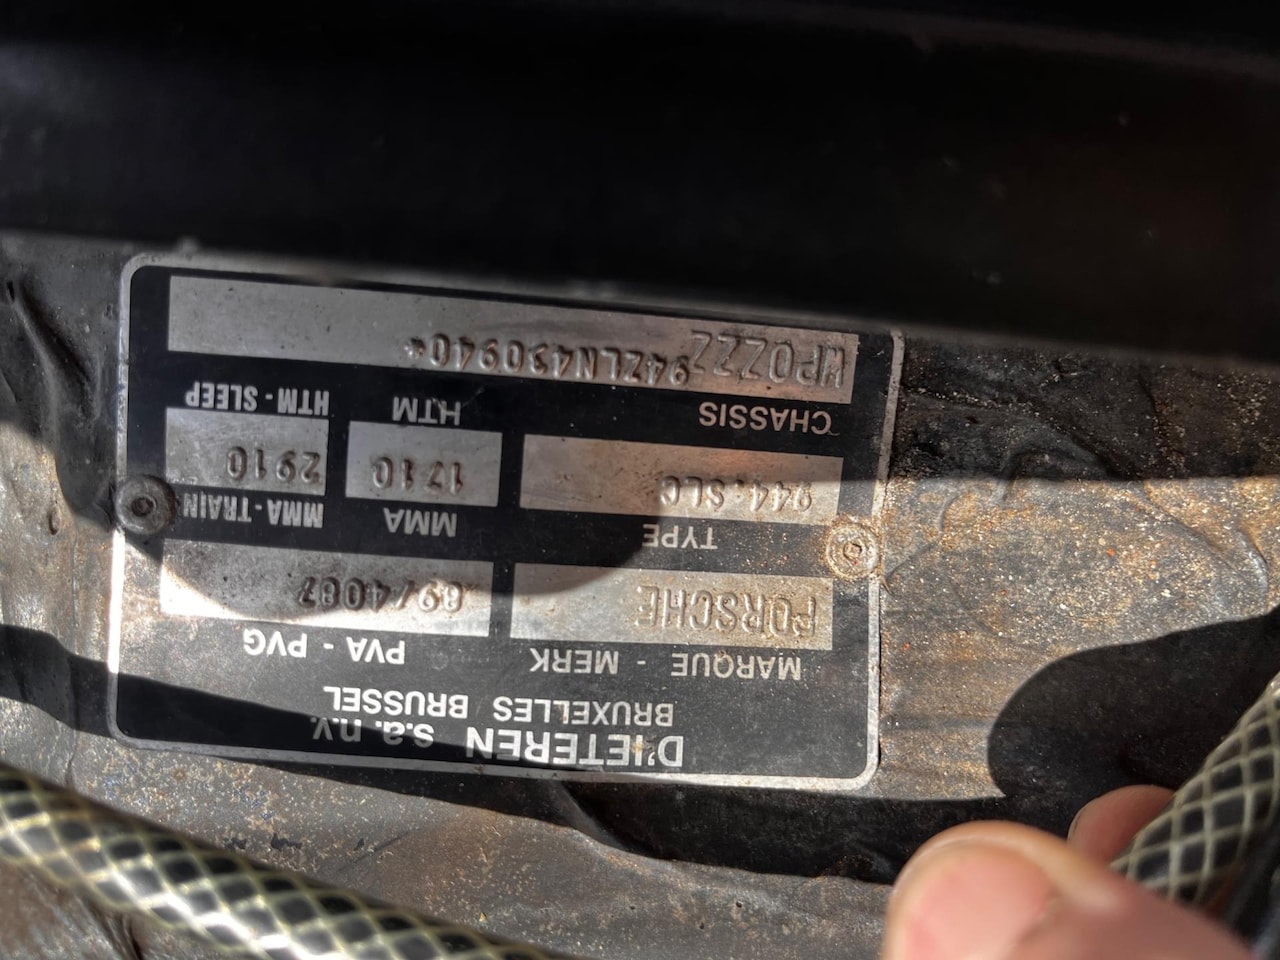 D'IETEREN s.a. n.v.
BRUXELLES BRUSSEL
MARQUE - MERK PVA - PVG
PORSCHE 89/4087
TYPE MMA MMA-TRAIN
944.SLC 1710 2910
HTM HTM-SLEEP
CHASSIS
WP0ZZZ94ZLN430940*